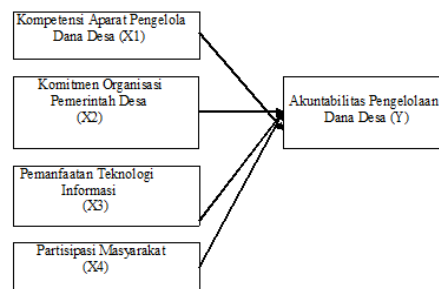 Kompetensi Aparat Pengelola
Dana Desa (X1)
Komitmen Organisasi
Pemerintah Desa
(X2)
Akuntabilitas Pengelolaan
Dana Desa (Y)
Pemanfaatan Teknologi
Informasi
(X3)
Partisipasi Masyarakat
(X4)